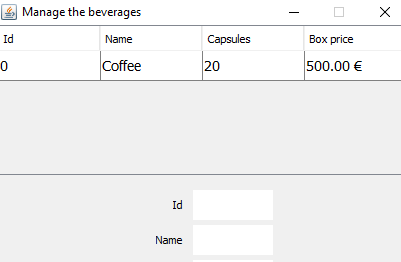 Manage the beverages
Id Name Capsules Box price
0 Coffee 20 500.00 €
Id
Name